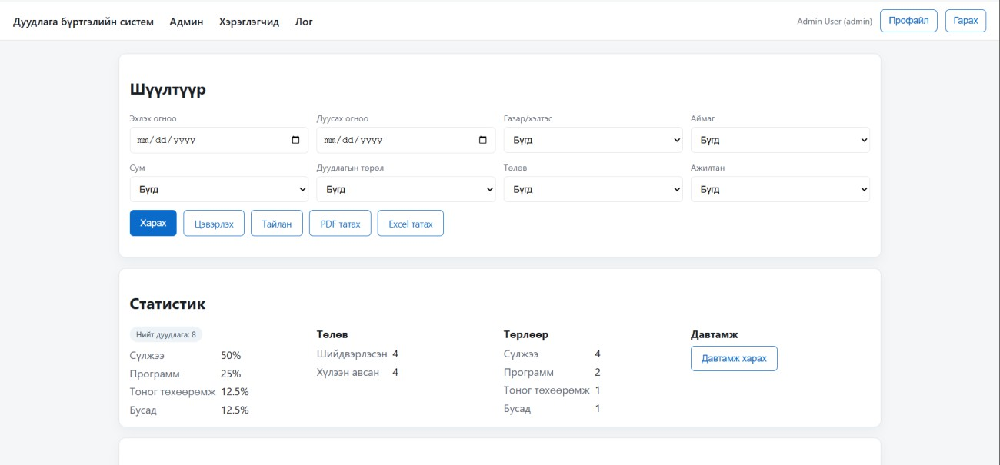 Дуудлага бүртгэлийн систем Админ Хэрэглэгчид Лог Admin User (admin) Профайл Гарах
Шүүлтүүр
Эхлэх огноо Дуусах огноо Газар/хэлтэс Аймаг
mm/dd/yyyy mm/dd/yyyy Бүгд Бүгд
Сум Дуудлагын төрөл Төлөв Ажилтан
Бүгд Бүгд Бүгд Бүгд
Харах Цэвэрлэх Тайлан PDF татах Excel татах
Статистик
Нийт дуудлага: 8 Төлөв Төрлөөр Давтамж
Сүлжээ 50% Шийдвэрлэсэн 4 Сүлжээ 4 Давтамж харах
Программ 25% Хүлээн авсан 4 Программ 2
Тоног төхөөрөмж 12.5% Тоног төхөөрөмж 1
Бусад 12.5% Бусад 1